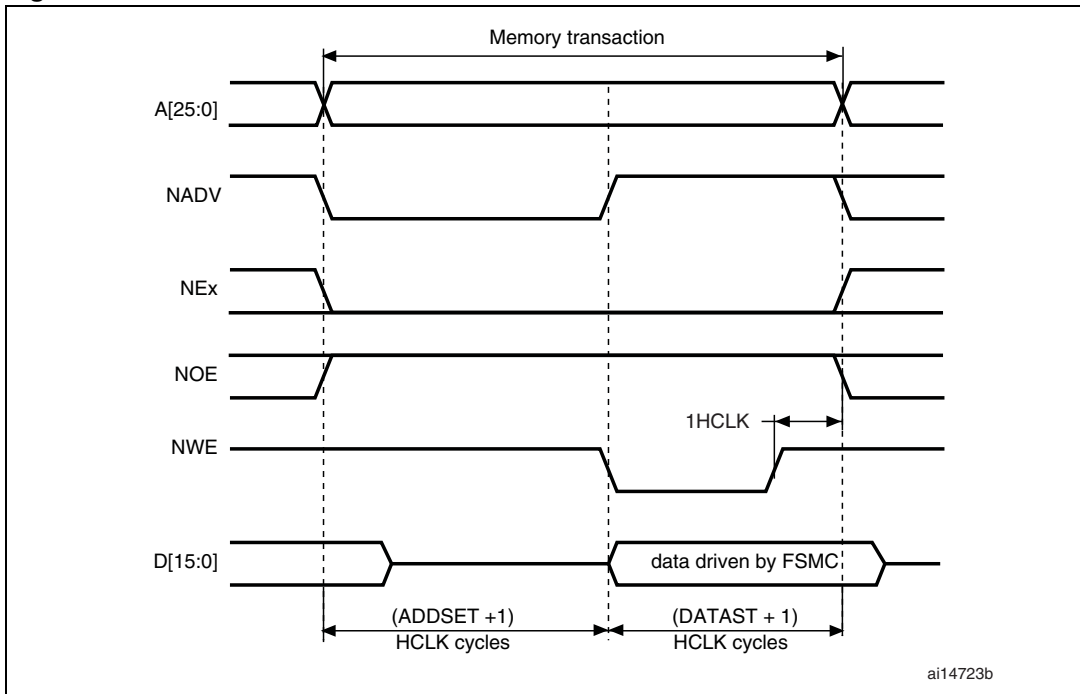 Memory transaction
A[25:0]
NADV
NEx
NOE
1HCLK
NWE
D[15:0]
data driven by FSMC
(ADDSET +1)
HCLK cycles
(DATAST + 1)
HCLK cycles
ai14723b